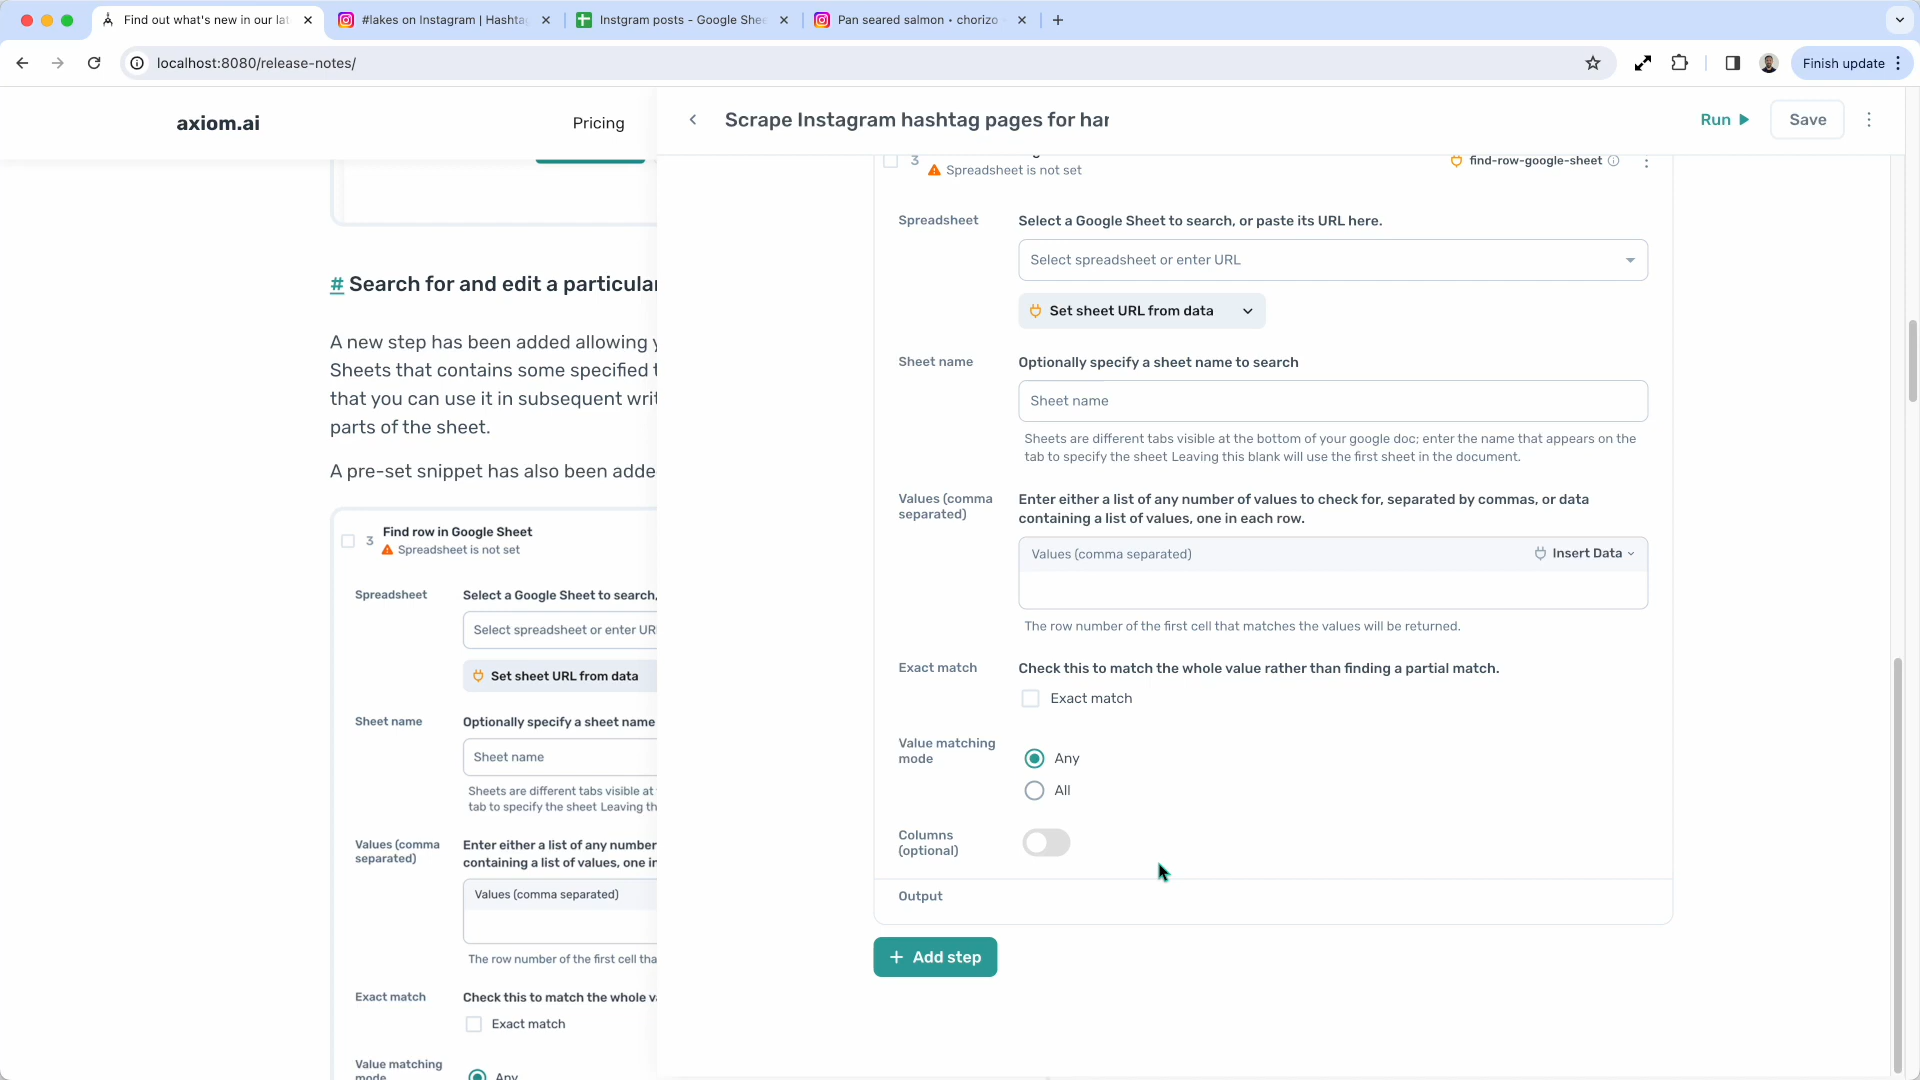 Find out what's new in our lat
#lakes on Instagram | Hashta
Instgram posts - Google Shee
Pan seared salmon • chorizo
localhost:8080/release-notes/
Finish update
axiom.ai
Pricing
Scrape Instagram hashtag pages for har
Run
Save
3
Spreadsheet is not set
find-row-google-sheet
Spreadsheet
Select a Google Sheet to search, or paste its URL here.
Select spreadsheet or enter URL
Set sheet URL from data
Sheet name
Optionally specify a sheet name to search
Sheet name
Sheets are different tabs visible at the bottom of your google doc; enter the name that appears on the
tab to specify the sheet Leaving this blank will use the first sheet in the document.
Values (comma
separated)
Enter either a list of any number of values to check for, separated by commas, or data
containing a list of values, one in each row.
Values (comma separated)
Insert Data
The row number of the first cell that matches the values will be returned.
Exact match
Check this to match the whole value rather than finding a partial match.
Exact match
Value matching
mode
Any
All
Columns
(optional)
Output
+ Add step
# Search for and edit a particular
A new step has been added allowing y
Sheets that contains some specified t
that you can use it in subsequent writ
parts of the sheet.
A pre-set snippet has also been adde
3
Find row in Google Sheet
Spreadsheet is not set
Spreadsheet
Select a Google Sheet to search,
Select spreadsheet or enter UR
Set sheet URL from data
Sheet name
Optionally specify a sheet name
Sheet name
Sheets are different tabs visible at
tab to specify the sheet Leaving th
Values (comma
separated)
Enter either a list of any number
containing a list of values, one in
Values (comma separated)
The row number of the first cell tha
Exact match
Check this to match the whole va
Exact match
Value matching
mode
Any